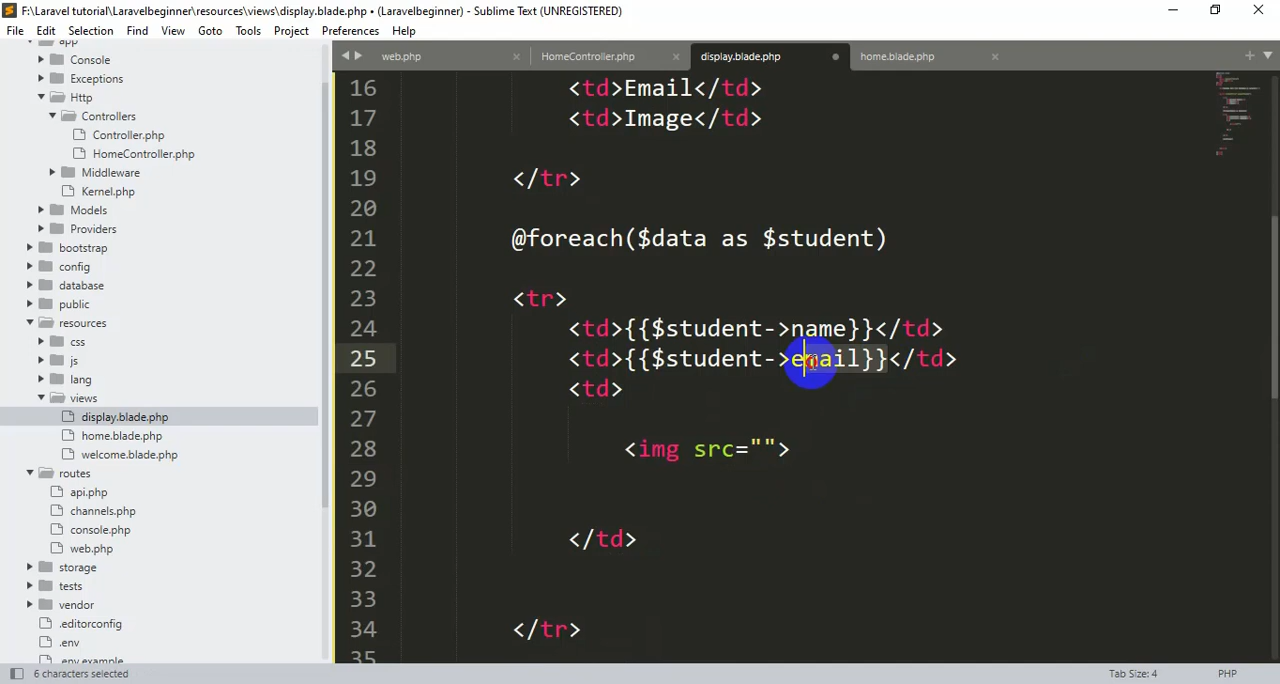 F:\Laravel tutorial\Laravelbeginner\resources\views\display.blade.php • (Laravelbeginner) - Sublime Text (UNREGISTERED)
File Edit Selection Find View Goto Tools Project Preferences Help
app
Console
Exceptions
Http
Controllers
Controller.php
HomeController.php
Middleware
Kernel.php
Models
Providers
bootstrap
config
database
public
resources
css
js
lang
views
display.blade.php
home.blade.php
welcome.blade.php
routes
api.php
channels.php
console.php
web.php
storage
tests
vendor
.editorconfig
.env
.env.example
web.php HomeController.php display.blade.php home.blade.php
16 <td>Email</td>
17 <td>Image</td>
18
19 </tr>
20
21 @foreach($data as $student)
22
23 <tr>
24 <td>{{$student->name}}</td>
25 <td>{{$student->email}}</td>
26 <td>
27
28 <img src="">
29
30
31 </td>
32
33
34 </tr>
35
6 characters selected Tab Size: 4 PHP